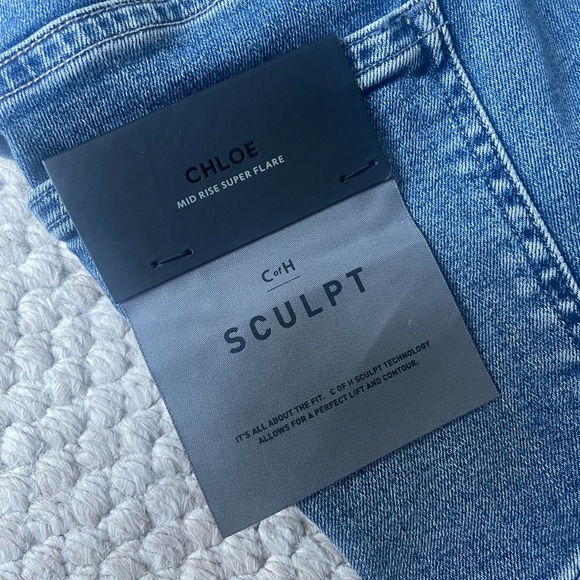 CHLOE
MID RISE SUPER FLARE
C of H
SCULPT
IT'S ALL ABOUT THE FIT. C OF H SCULPT TECHNOLOGY
ALLOWS FOR A PERFECT LIFT AND CONTOUR.